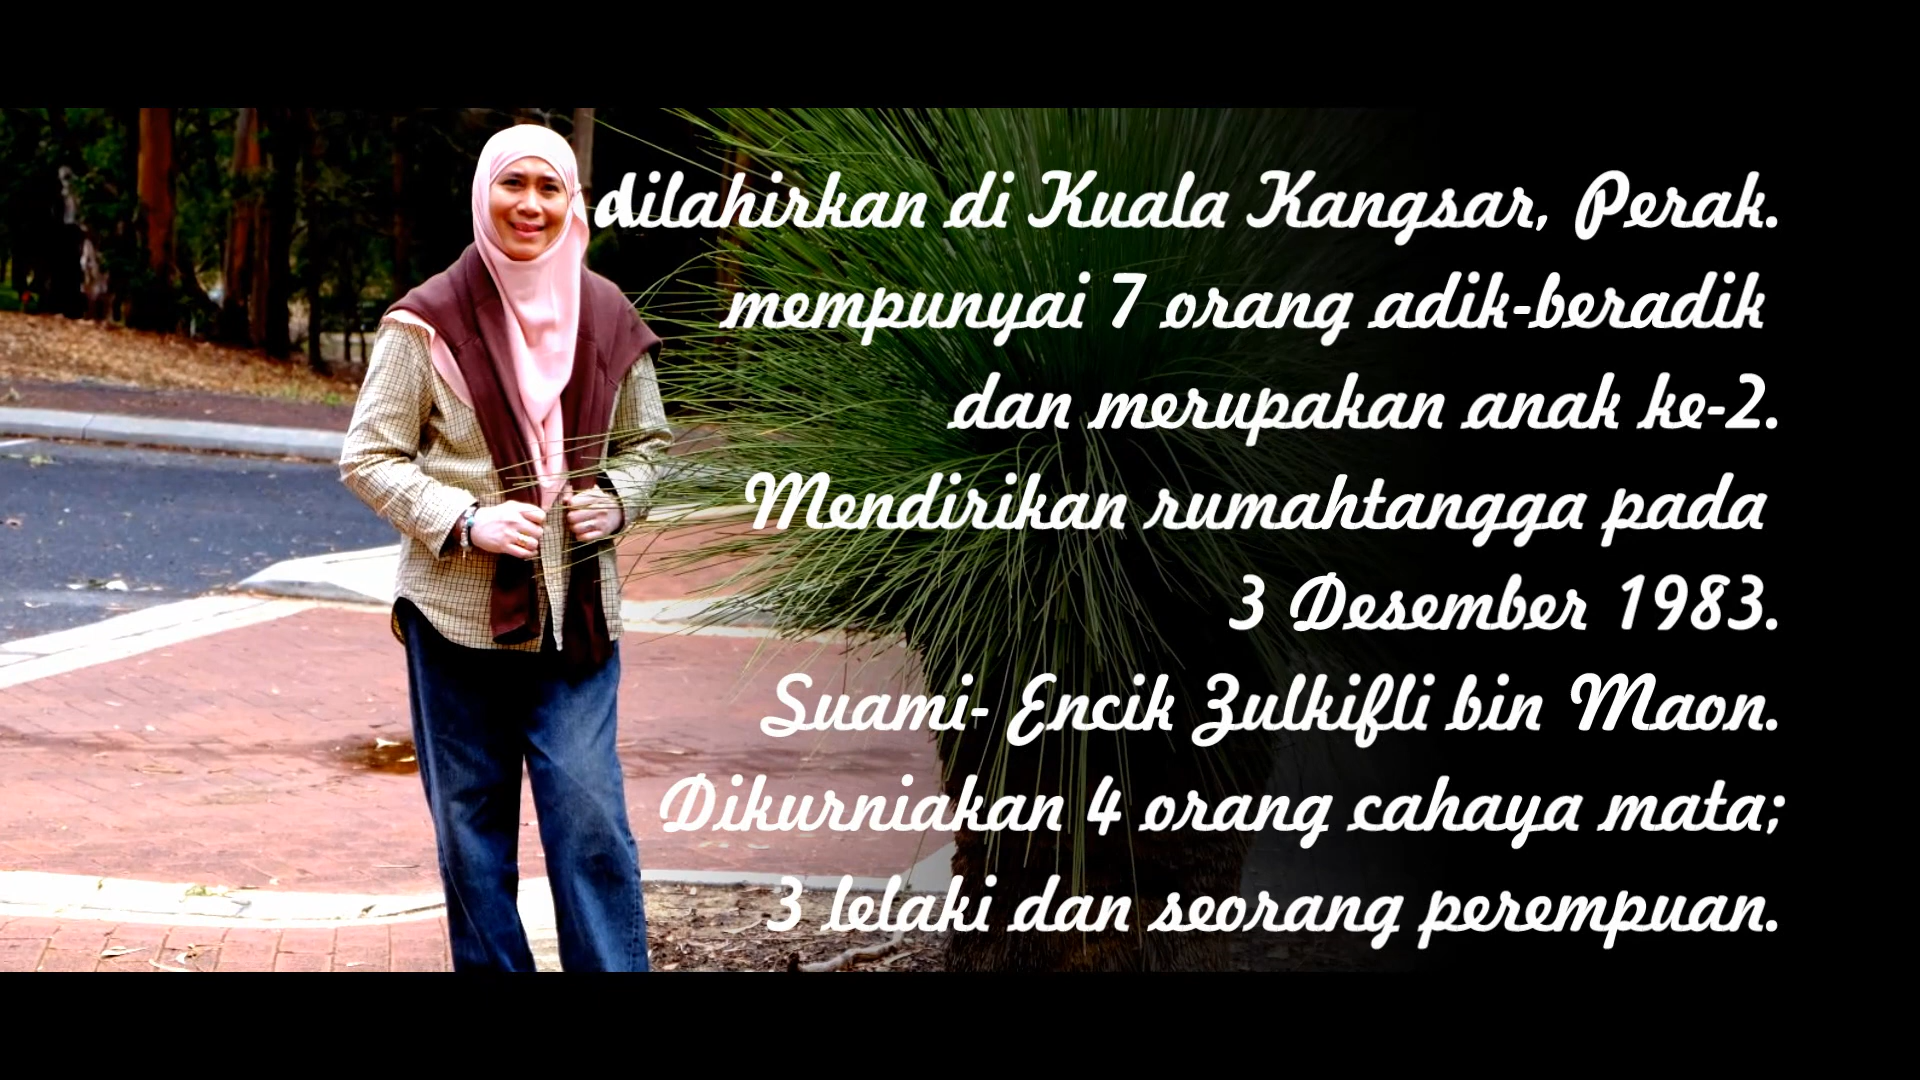 dilahirkan di Kuala Kangsar, Perak.
mempunyai 7 orang adik-beradik
dan merupakan anak ke-2.
Mendirikan rumahtangga pada
3 Desember 1983.
Suami- Encik Zulkifli bin Maon.
Dikurniakan 4 orang cahaya mata;
3 lelaki dan seorang perempuan.